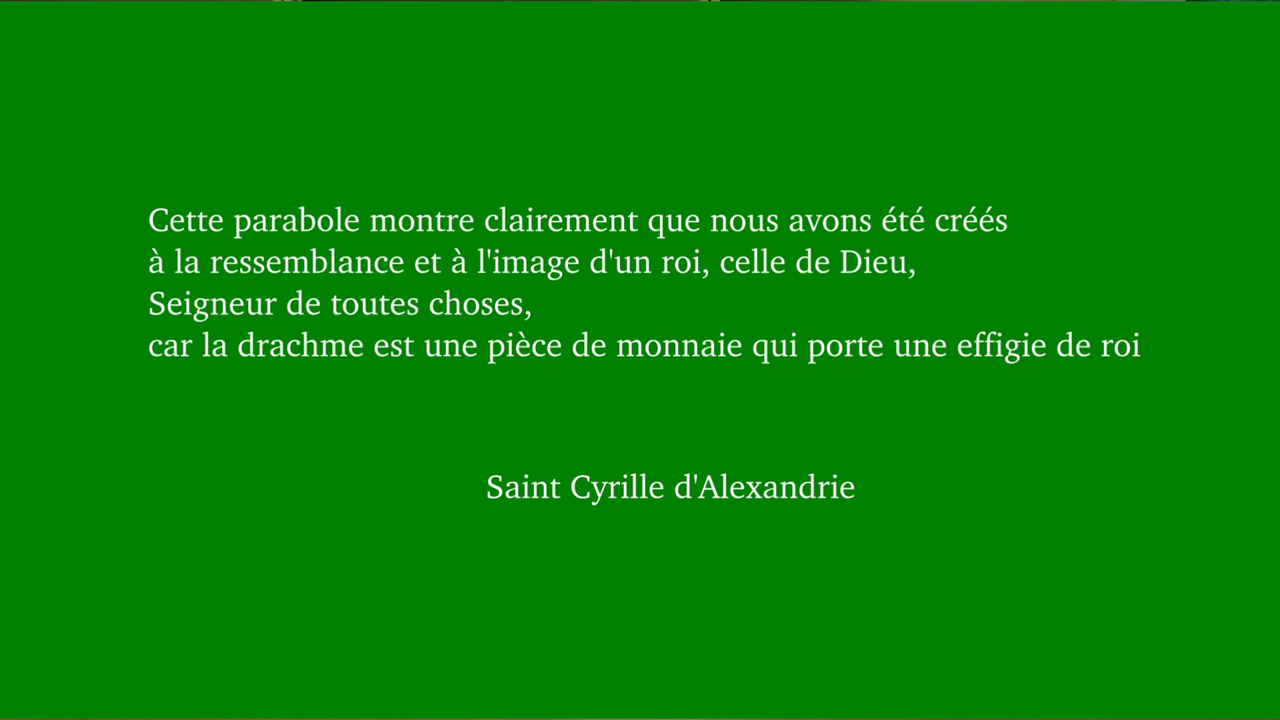 Cette parabole montre clairement que nous avons été créés
à la ressemblance et à l'image d'un roi, celle de Dieu,
Seigneur de toutes choses,
car la drachme est une pièce de monnaie qui porte une effigie de roi
Saint Cyrille d'Alexandrie